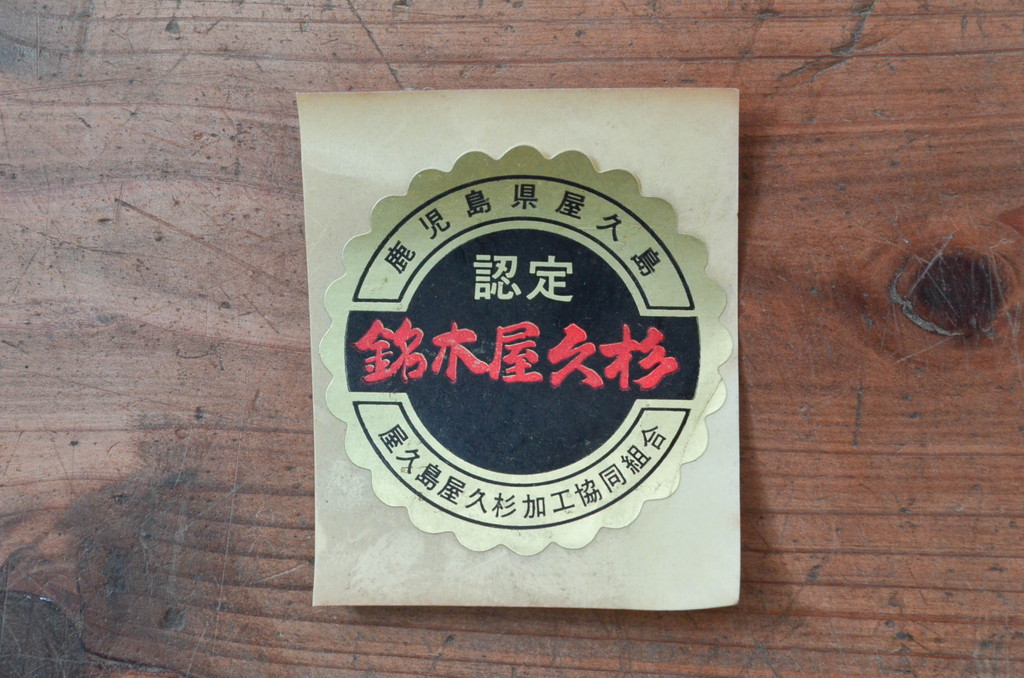 鹿児島県屋久島
認定
銘木屋久杉
屋久島屋久杉加工協同組合